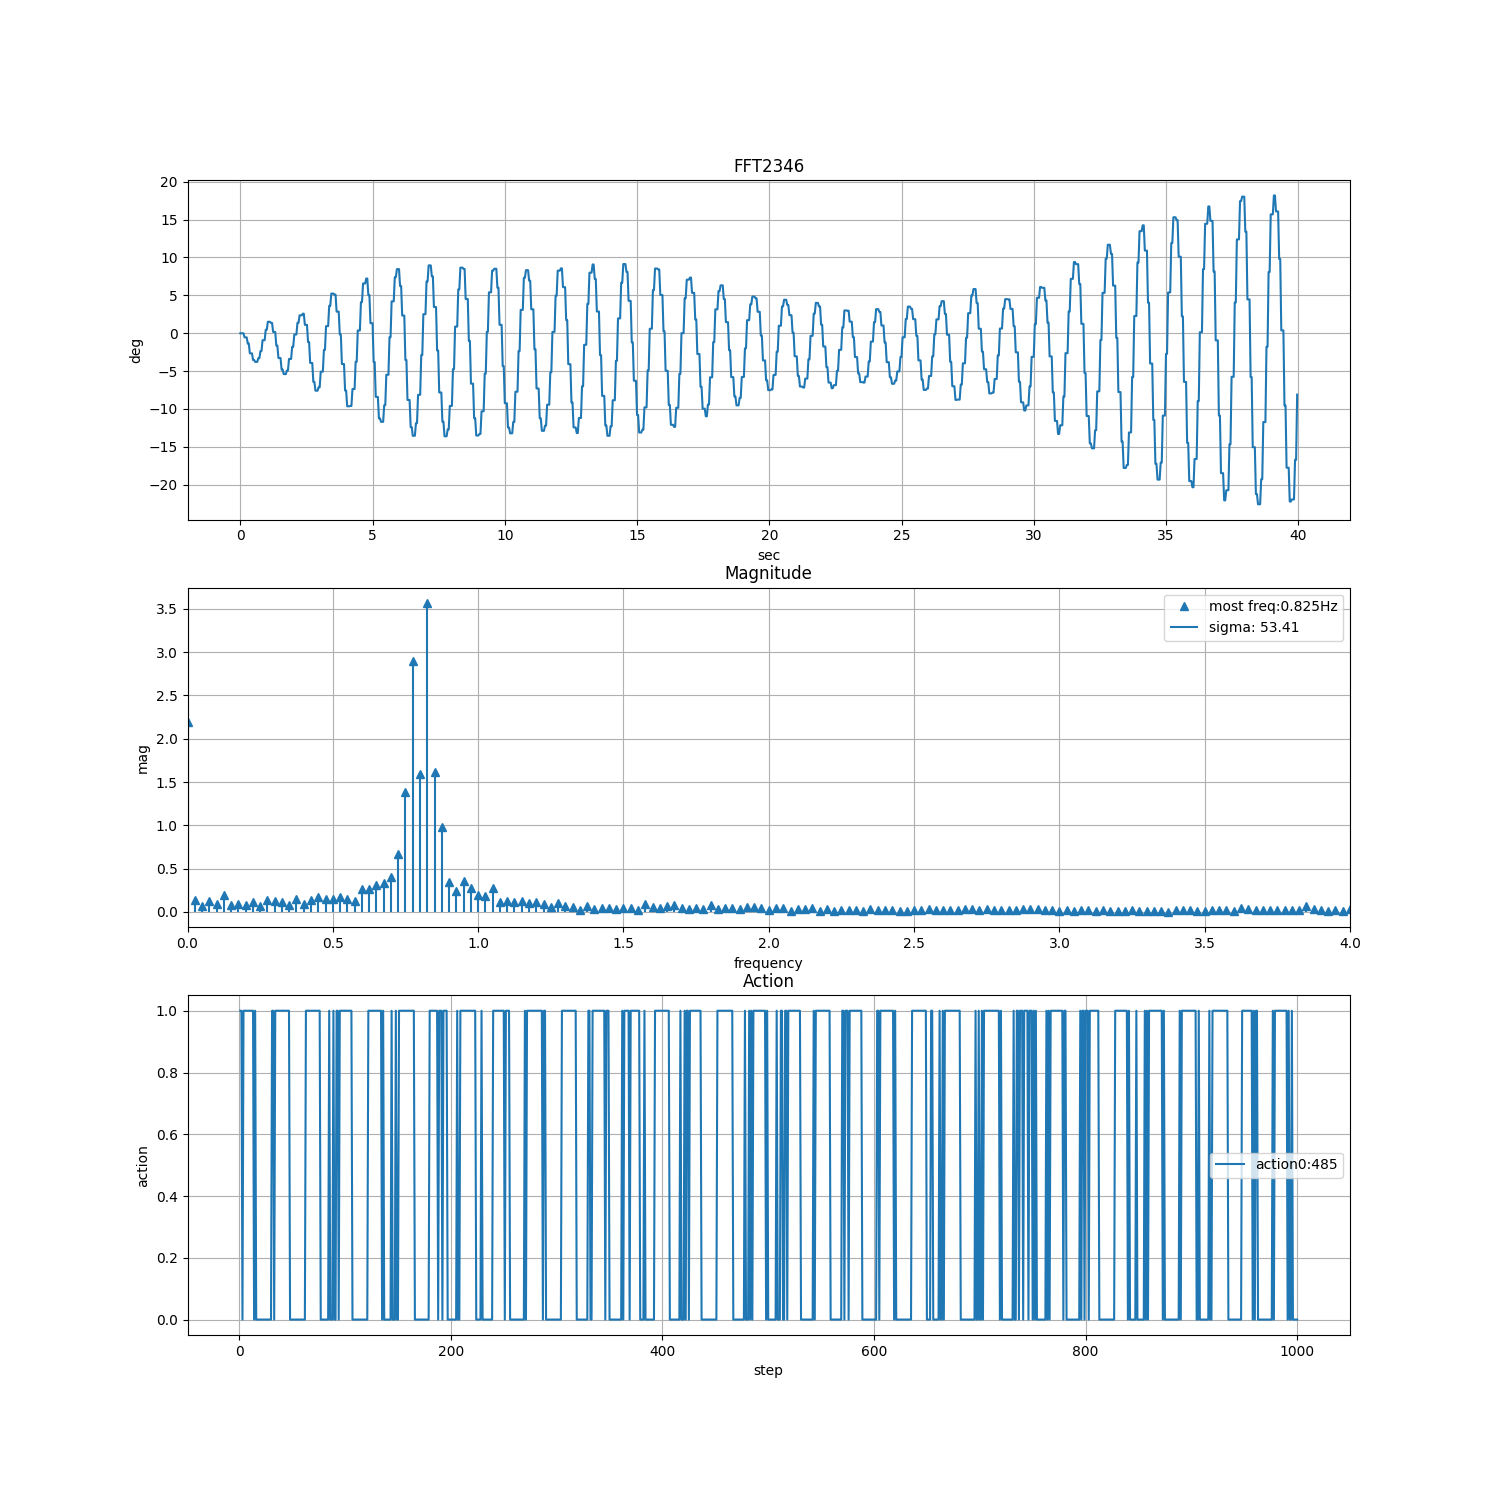 FFT2346
20
15
10
5
0
−5
−10
−15
−20
deg
0 5 10 15 20 25 30 35 40
sec
Magnitude
most freq:0.825Hz
sigma: 53.41
3.5
3.0
2.5
2.0
1.5
1.0
0.5
0.0
mag
0.0 0.5 1.0 1.5 2.0 2.5 3.0 3.5 4.0
frequency
Action
1.0
0.8
0.6
0.4
0.2
0.0
action
action0:485
0 200 400 600 800 1000
step